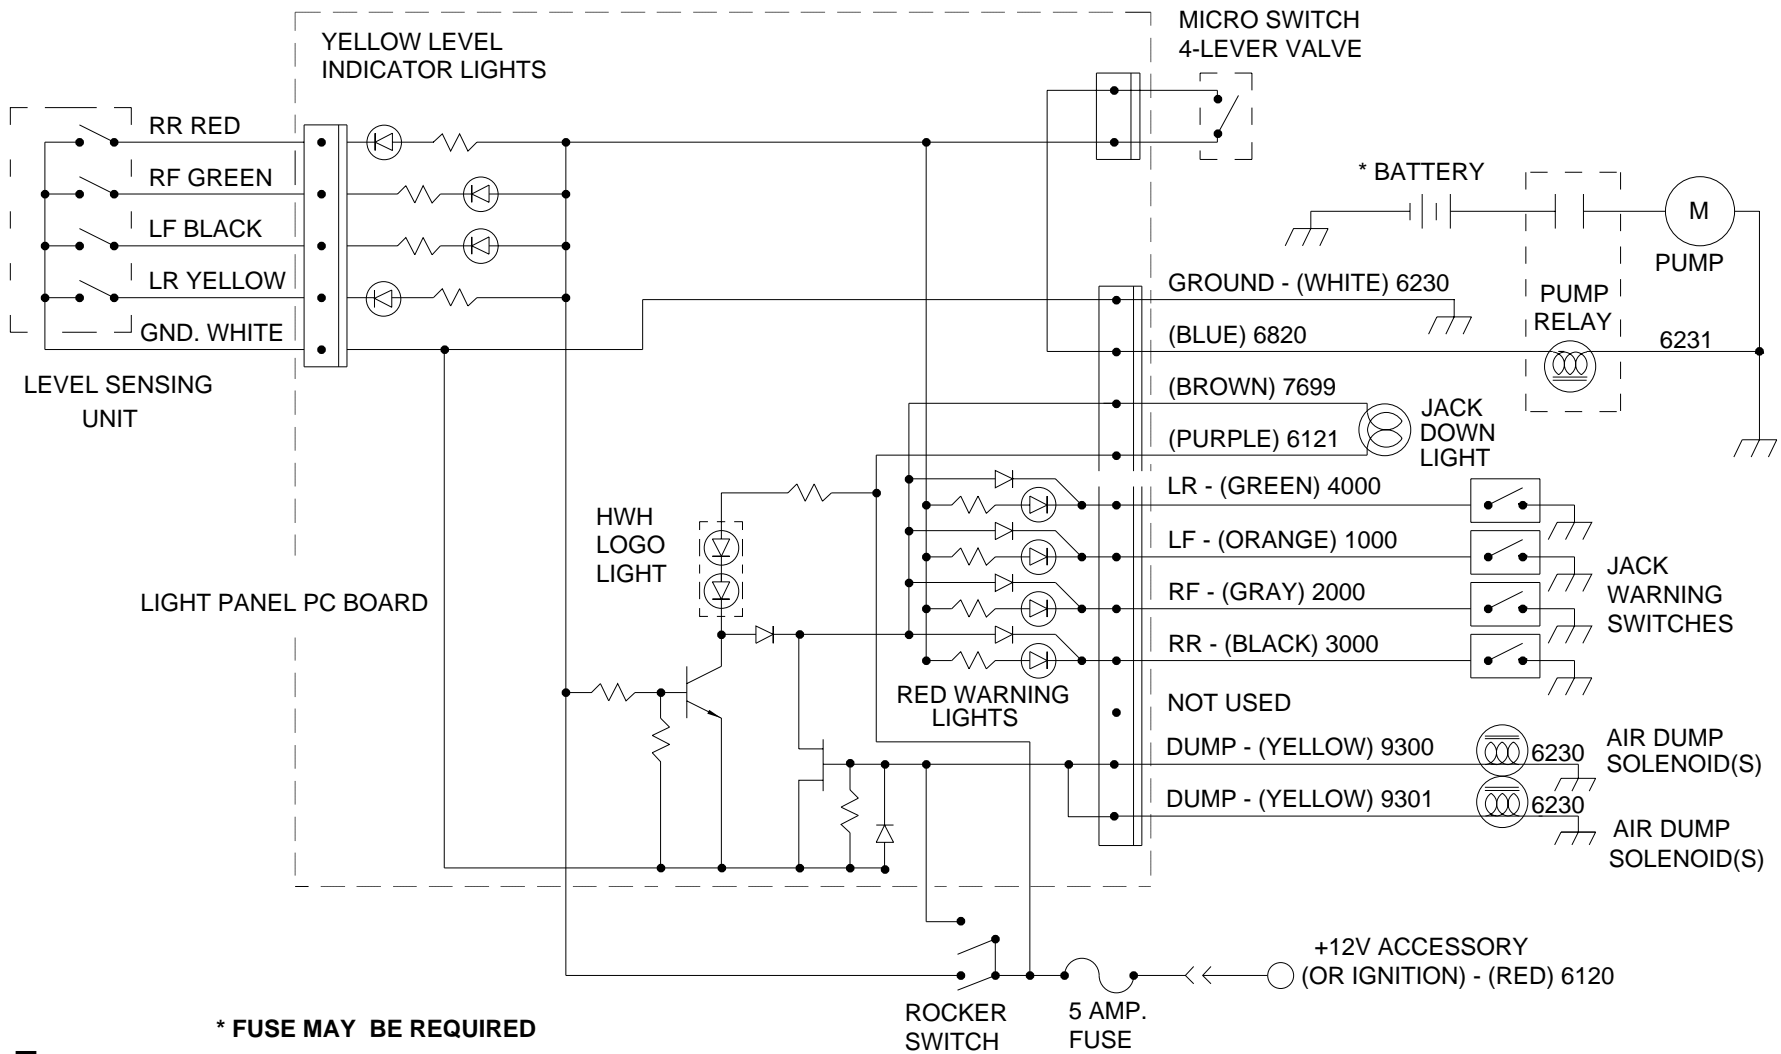 MICRO SWITCH
4-LEVER VALVE
YELLOW LEVEL
INDICATOR LIGHTS
RR RED
RF GREEN
LF BLACK
LR YELLOW
GND. WHITE
LEVEL SENSING
UNIT
* BATTERY
M
PUMP
PUMP
RELAY
GROUND - (WHITE) 6230
(BLUE) 6820
6231
(BROWN) 7699
(PURPLE) 6121
JACK
DOWN
LIGHT
LR - (GREEN) 4000
LF - (ORANGE) 1000
RF - (GRAY) 2000
RR - (BLACK) 3000
JACK
WARNING
SWITCHES
HWH
LOGO
LIGHT
LIGHT PANEL PC BOARD
RED WARNING
LIGHTS
NOT USED
DUMP - (YELLOW) 9300
6230
AIR DUMP
SOLENOID(S)
DUMP - (YELLOW) 9301
6230
AIR DUMP
SOLENOID(S)
+12V ACCESSORY
(OR IGNITION) - (RED) 6120
ROCKER
SWITCH
5 AMP.
FUSE
* FUSE MAY BE REQUIRED